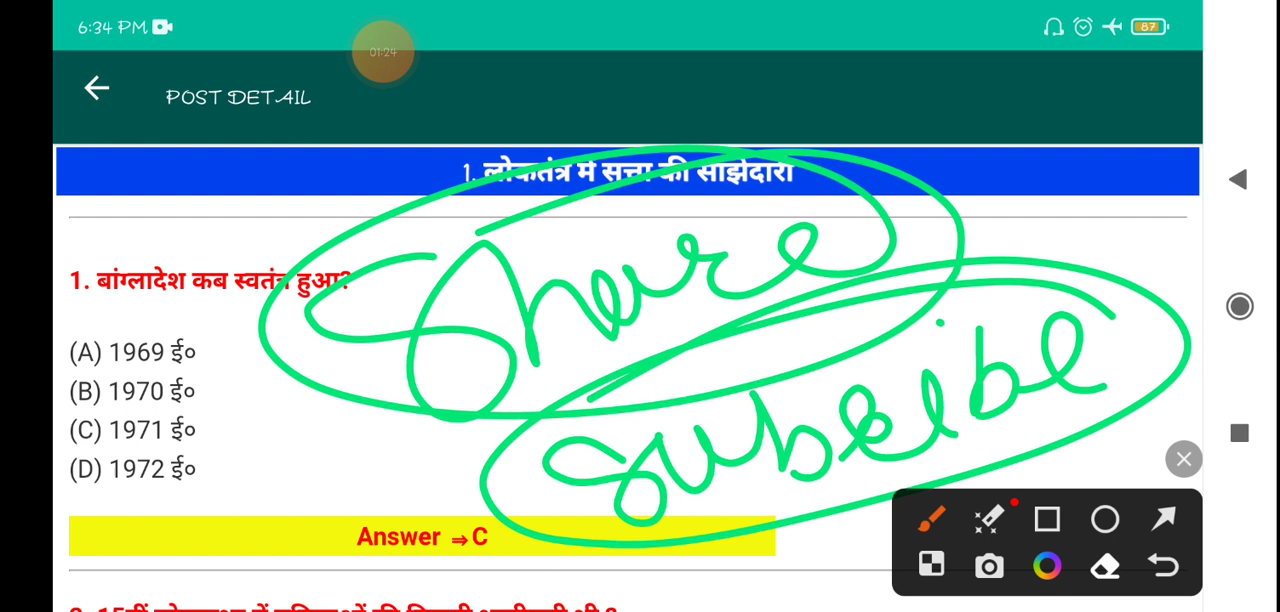 6:34 PM
87
01:24
POST DETAIL
1. लोकतंत्र में सत्ता की साझेदारी
1. बांग्लादेश कब स्वतंत्र हुआ?
Share
(A) 1969 ई०
(B) 1970 ई०
(C) 1971 ई०
(D) 1972 ई०
Answer ⇒ C